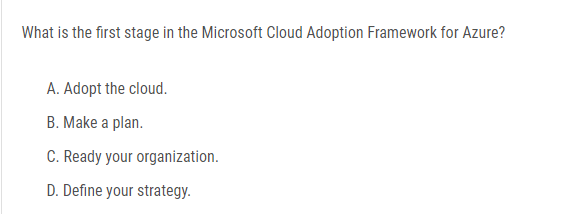 What is the first stage in the Microsoft Cloud Adoption Framework for Azure?
A. Adopt the cloud.
B. Make a plan.
C. Ready your organization.
D. Define your strategy.